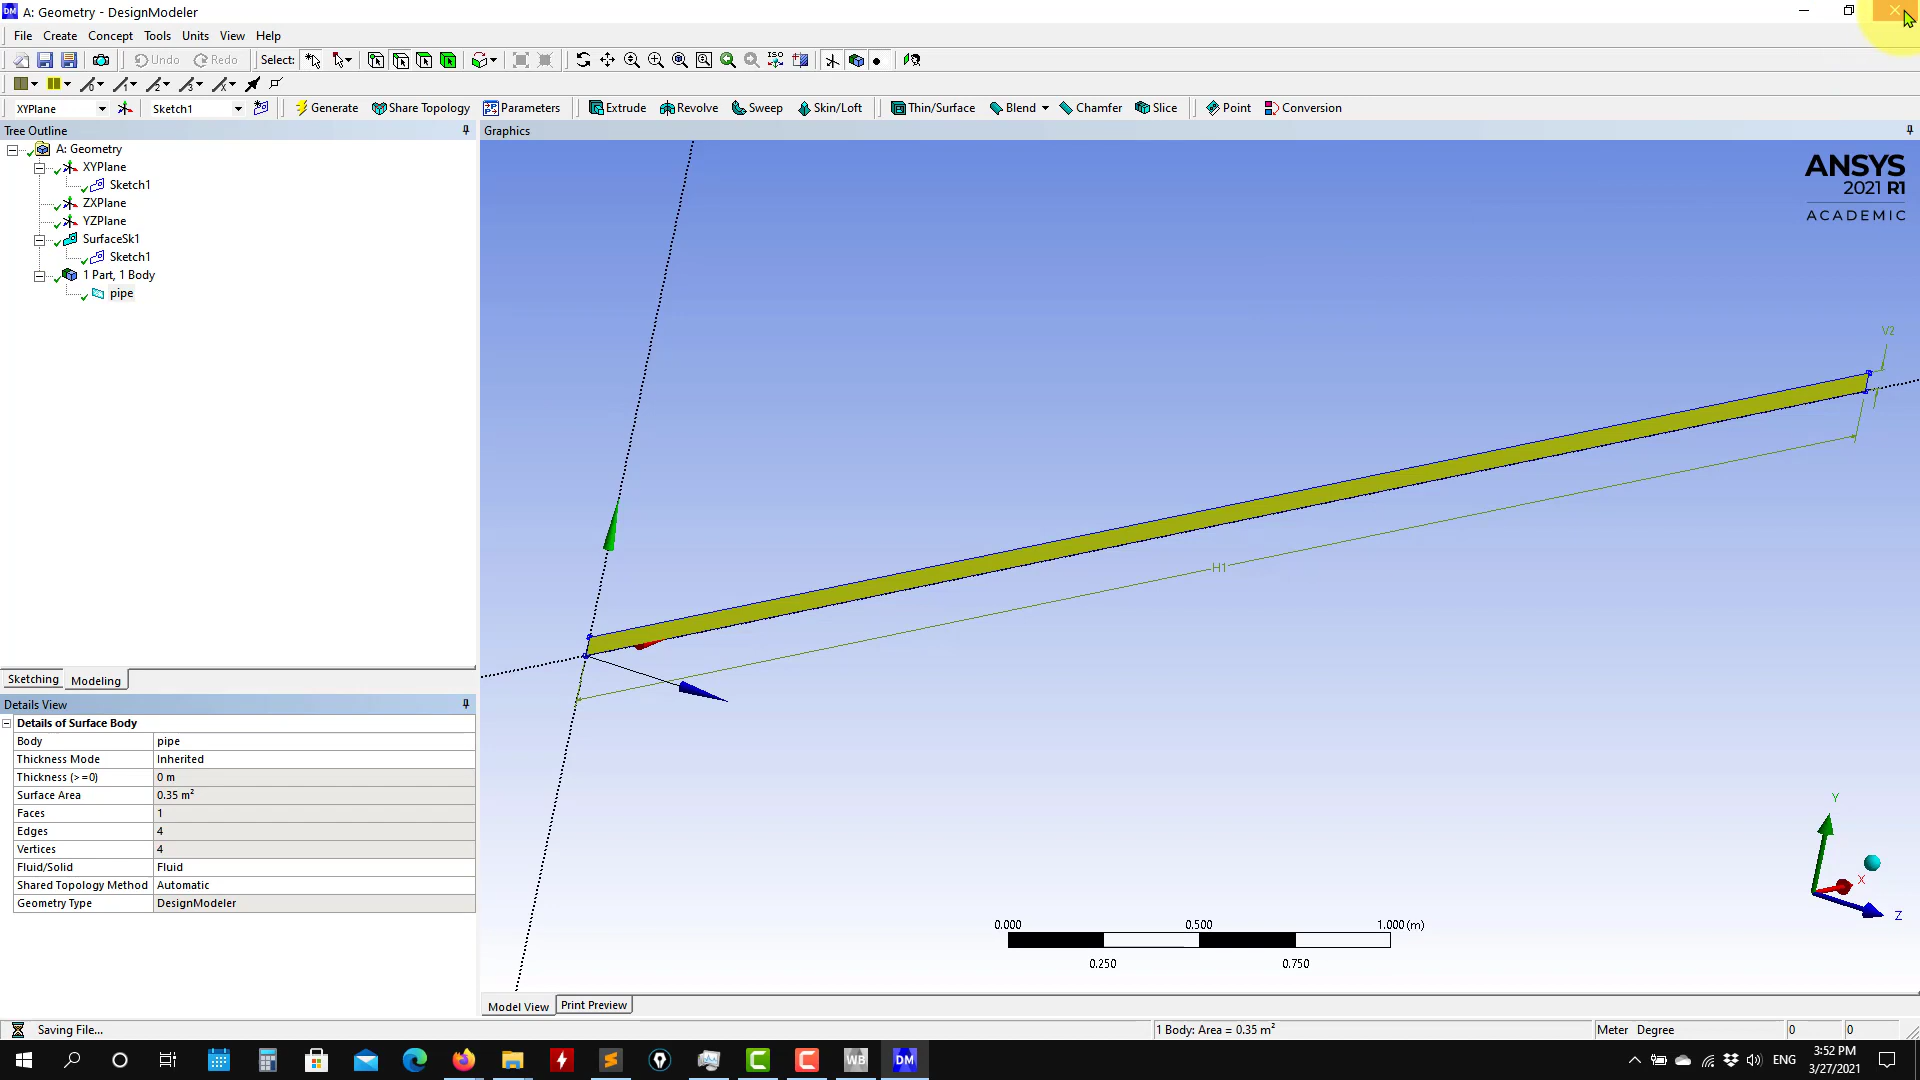 A: Geometry - DesignModeler
File Create Concept Tools Units View Help
Undo Redo Select: ISO
XYPlane Sketch1 Generate Share Topology Parameters Extrude Revolve Sweep Skin/Loft Thin/Surface Blend Chamfer Slice Point Conversion
Tree Outline
A: Geometry
XYPlane
Sketch1
ZXPlane
YZPlane
SurfaceSk1
Sketch1
1 Part, 1 Body
pipe
Sketching Modeling
Details View
Details of Surface Body
Body pipe
Thickness Mode Inherited
Thickness (>=0) 0 m
Surface Area 0.35 m²
Faces 1
Edges 4
Vertices 4
Fluid/Solid Fluid
Shared Topology Method Automatic
Geometry Type DesignModeler
Graphics
ANSYS
2021 R1
ACADEMIC
V2
H1
Y
X
Z
0.000 0.500 1.000 (m)
0.250 0.750
Model View Print Preview
Saving File... 1 Body: Area = 0.35 m² Meter Degree 0 0
WB DM ENG 3:52 PM
3/27/2021